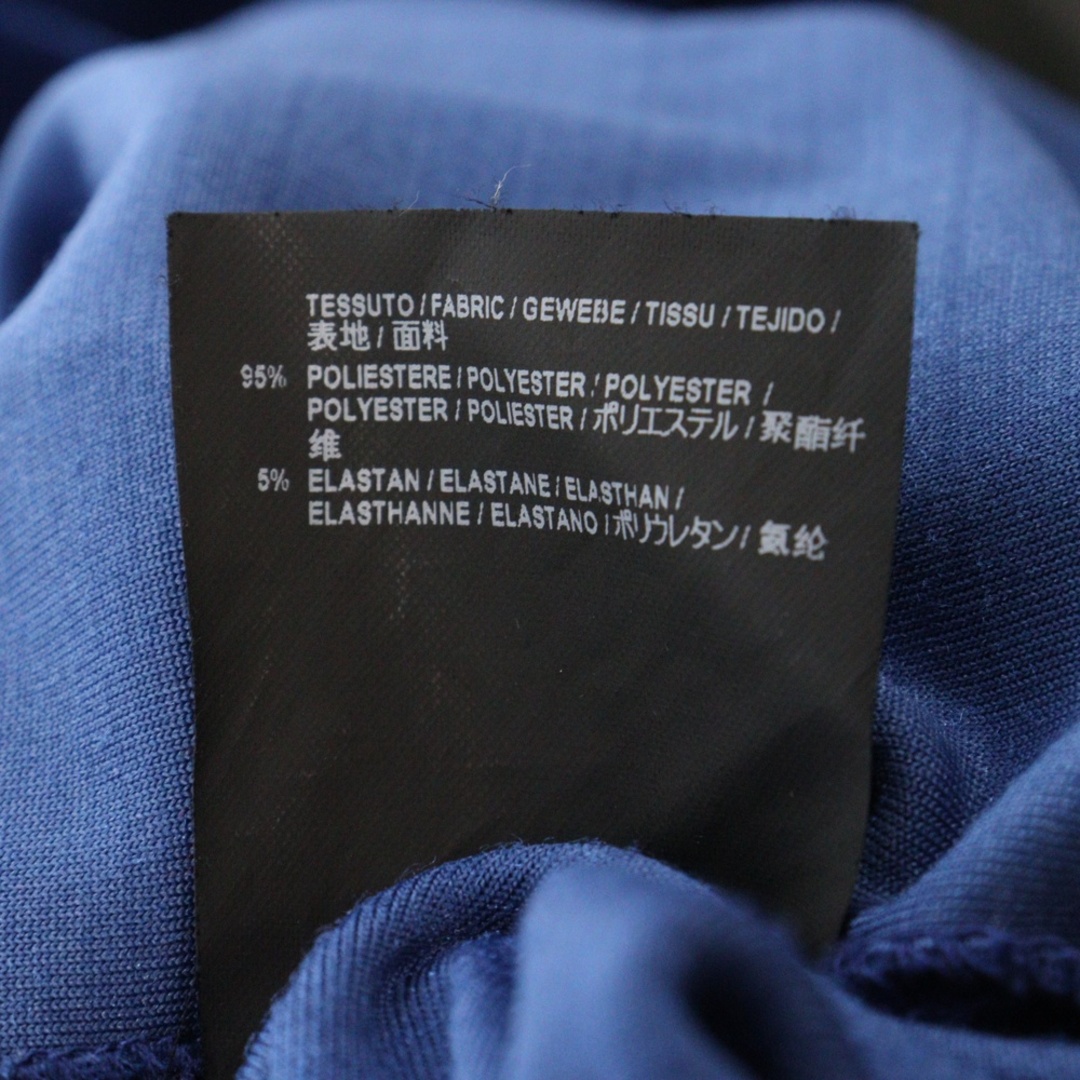 TESSUTO / FABRIC / GEWEBE / TISSU / TEJIDO /
表地 / 面料
95% POLIESTERE / POLYESTER / POLYESTER /
POLYESTER / POLIESTER / ポリエステル / 聚酯纤
维
5% ELASTAN / ELASTANE / ELASTHAN /
ELASTHANNE / ELASTANO / ポリウレタン / 氨纶